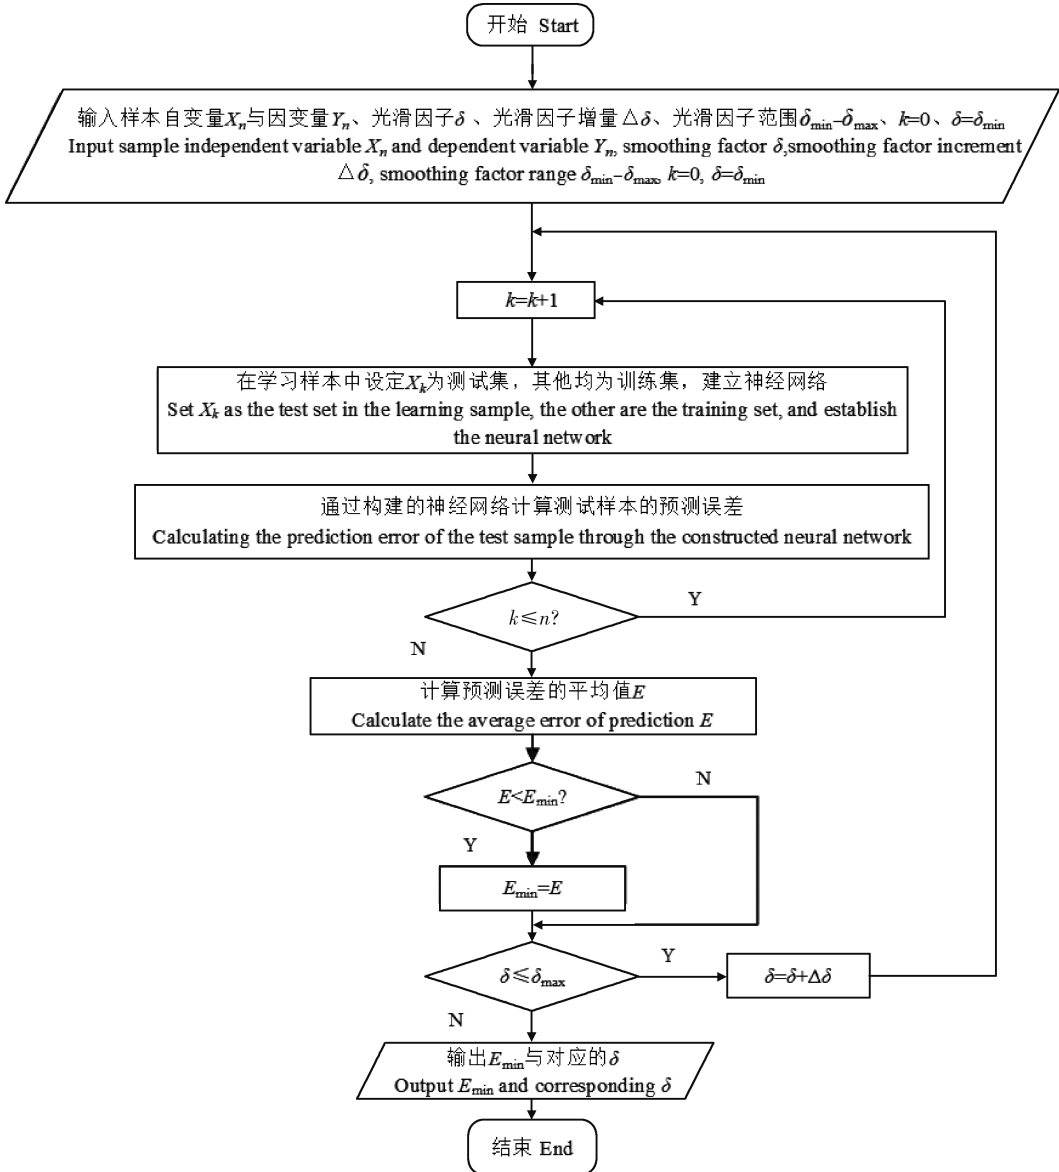 开始 Start
输入样本自变量Xn与因变量Yn、光滑因子δ、光滑因子增量△δ、光滑因子范围δmin–δmax、k=0、δ=δmin
Input sample independent variable Xn and dependent variable Yn, smoothing factor δ,smoothing factor increment
△δ, smoothing factor range δmin–δmax, k=0, δ=δmin
k=k+1
在学习样本中设定Xk为测试集，其他均为训练集，建立神经网络
Set Xk as the test set in the learning sample, the other are the training set, and establish
the neural network
通过构建的神经网络计算测试样本的预测误差
Calculating the prediction error of the test sample through the constructed neural network
k≤n?
Y
N
计算预测误差的平均值E
Calculate the average error of prediction E
E<Emin?
N
Y
Emin=E
δ≤δmax
Y
δ=δ+Δδ
N
输出Emin与对应的δ
Output Emin and corresponding δ
结束 End